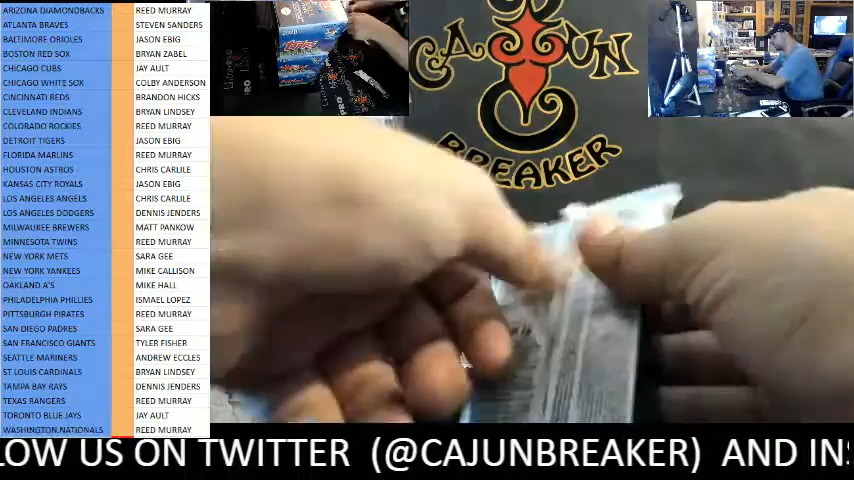 ARIZONA DIAMONDBACKS REED MURRAY
ATLANTA BRAVES STEVEN SANDERS
BALTIMORE ORIOLES JASON EBIG
BOSTON RED SOX BRYAN ZABEL
CHICAGO CUBS JAY AULT
CHICAGO WHITE SOX COLBY ANDERSON
CINCINNATI REDS BRANDON HICKS
CLEVELAND INDIANS BRYAN LINDSEY
COLORADO ROCKIES REED MURRAY
DETROIT TIGERS JASON EBIG
FLORIDA MARLINS REED MURRAY
HOUSTON ASTROS CHRIS CARLILE
KANSAS CITY ROYALS JASON EBIG
LOS ANGELES ANGELS CHRIS CARLILE
LOS ANGELES DODGERS DENNIS JENDERS
MILWAUKEE BREWERS MATT PANKOW
MINNESOTA TWINS REED MURRAY
NEW YORK METS SARA GEE
NEW YORK YANKEES MIKE CALLISON
OAKLAND A'S MIKE HALL
PHILADELPHIA PHILLIES ISMAEL LOPEZ
PITTSBURGH PIRATES REED MURRAY
SAN DIEGO PADRES SARA GEE
SAN FRANCISCO GIANTS TYLER FISHER
SEATTLE MARINERS ANDREW ECCLES
ST LOUIS CARDINALS BRYAN LINDSEY
TAMPA BAY RAYS DENNIS JENDERS
TEXAS RANGERS REED MURRAY
TORONTO BLUE JAYS JAY AULT
WASHINGTON NATIONALS REED MURRAY
2020
Topps
CAJUN
BREAKER
LOW US ON TWITTER (@CAJUNBREAKER) AND INS